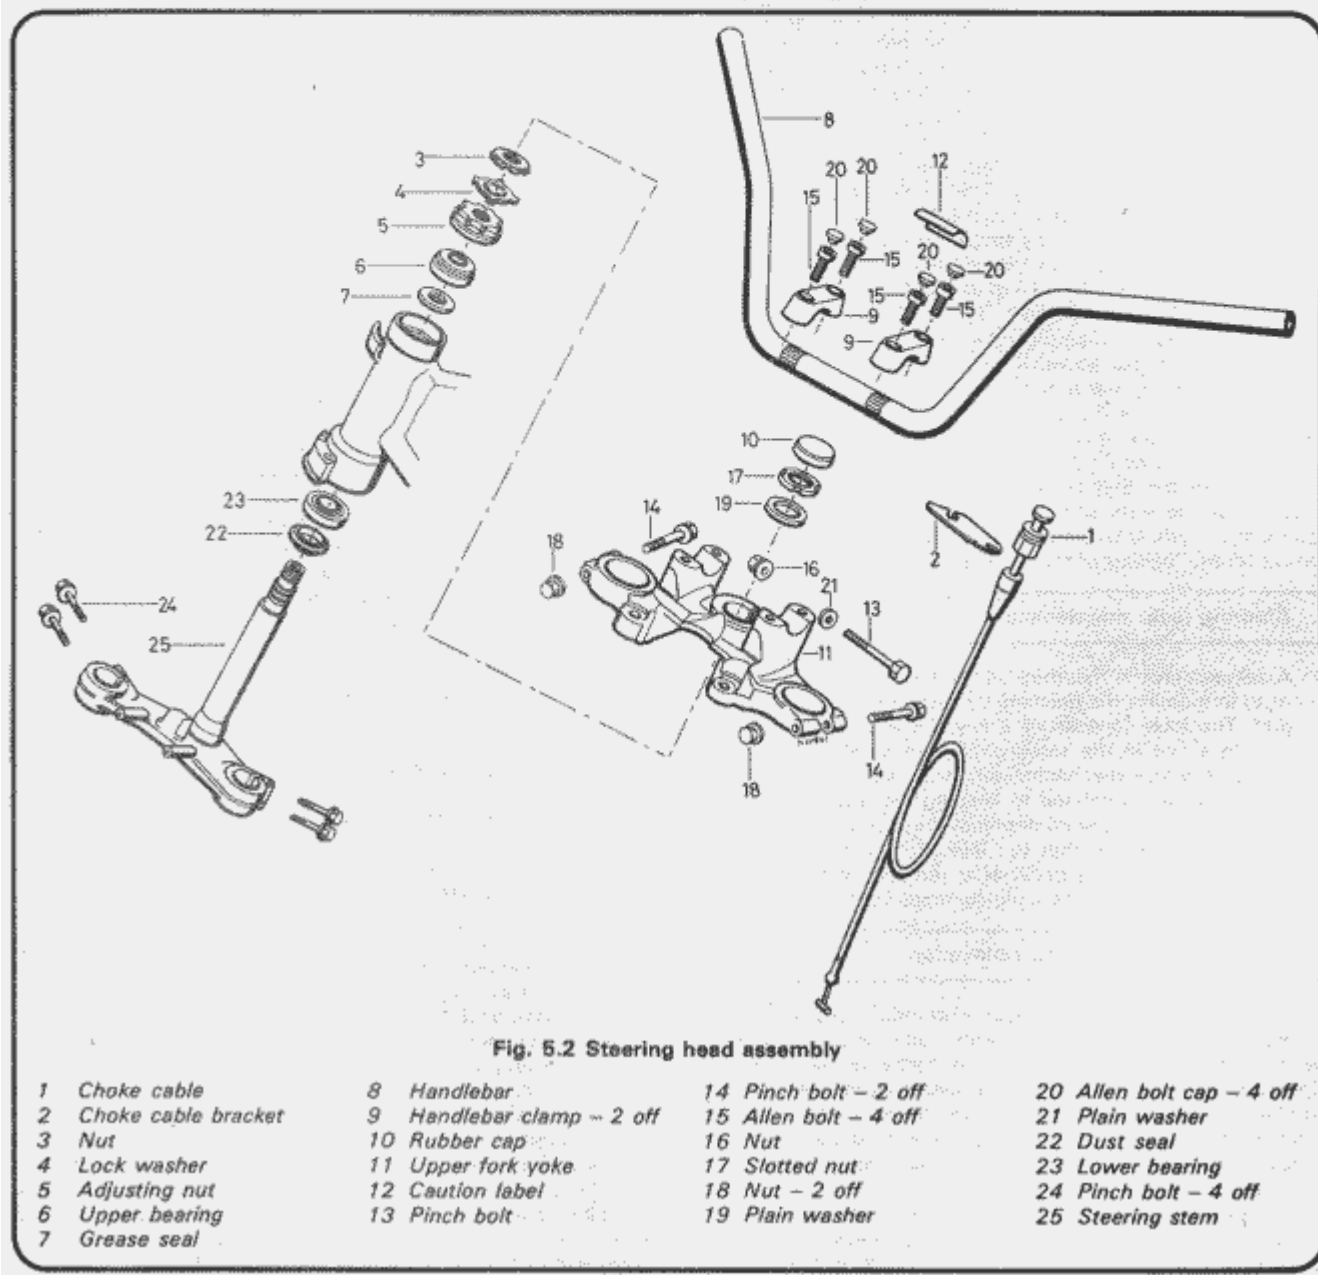 8
3
20
20
12
4
15
5
20
15
20
6
15
7
9
15
9
10
17
23
19
14
22
18
1
2
16
21
24
13
25
11
14
18
Fig. 5.2 Steering head assembly
1 Choke cable
2 Choke cable bracket
3 Nut
4 Lock washer
5 Adjusting nut
6 Upper bearing
7 Grease seal
8 Handlebar
9 Handlebar clamp – 2 off
10 Rubber cap
11 Upper fork yoke
12 Caution label
13 Pinch bolt
14 Pinch bolt – 2 off
15 Allen bolt – 4 off
16 Nut
17 Slotted nut
18 Nut – 2 off
19 Plain washer
20 Allen bolt cap – 4 off
21 Plain washer
22 Dust seal
23 Lower bearing
24 Pinch bolt – 4 off
25 Steering stem